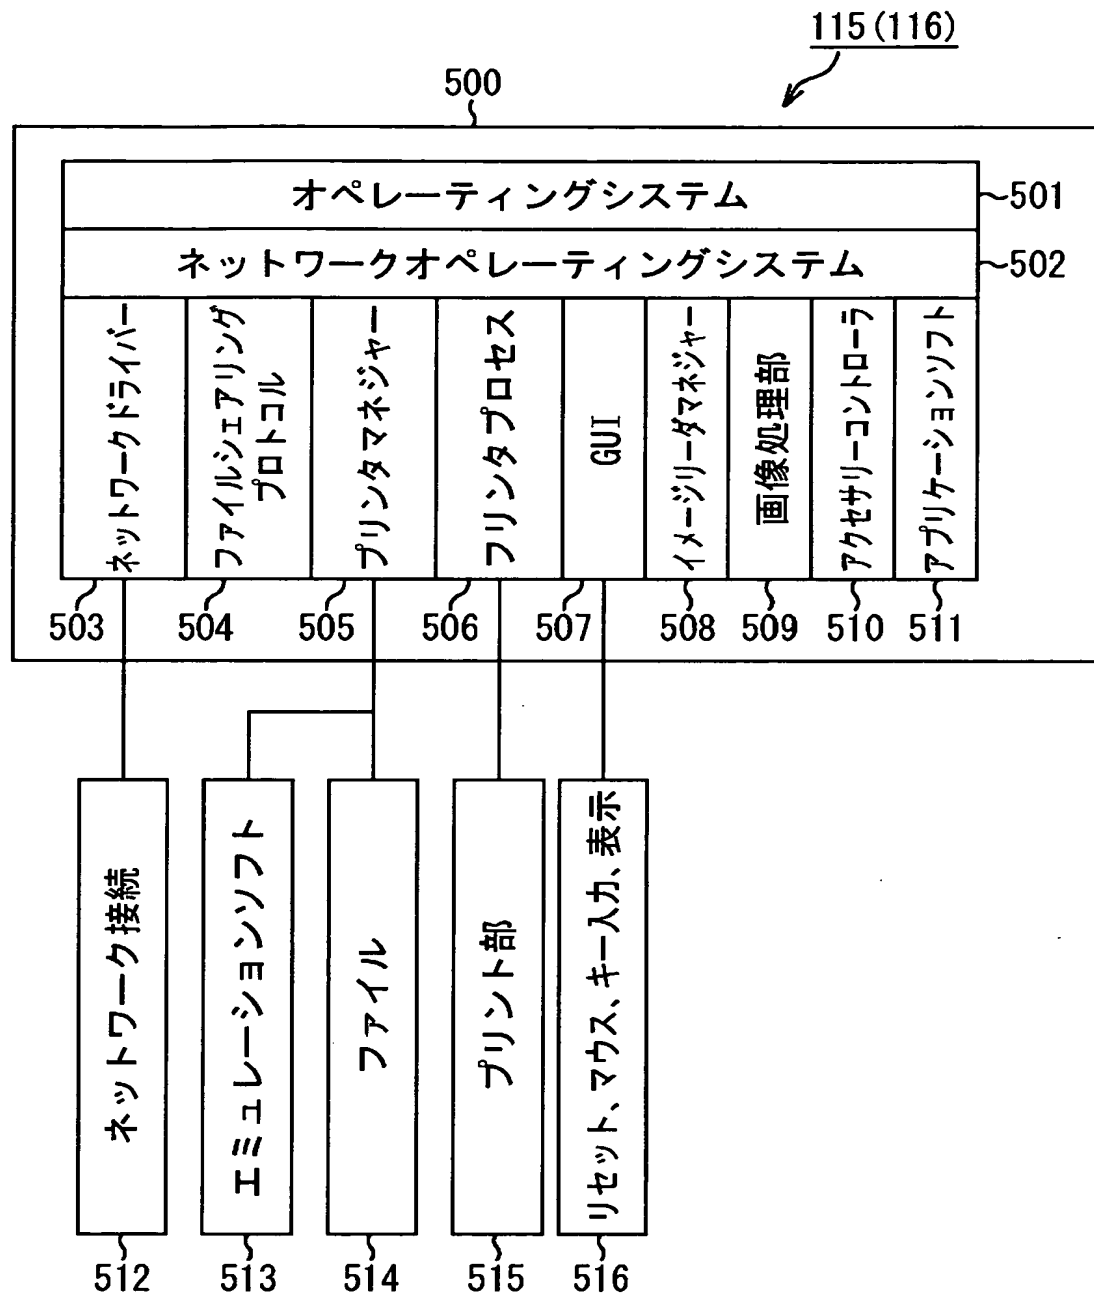 115(116)
500
オペレーティングシステム
501
ネットワークオペレーティングシステム
502
ネットワークドライバー
ファイルシェアリング
プロトコル
プリンタマネジャー
フリンタプロセス
GUI
イメージリーダマネジャー
画像処理部
アクセサリーコントローラ
アプリケーションソフト
503
504
505
506
507
508
509
510
511
ネットワーク接続
エミュレーションソフト
ファイル
プリント部
リセット、マウス、キー入力、表示
512
513
514
515
516